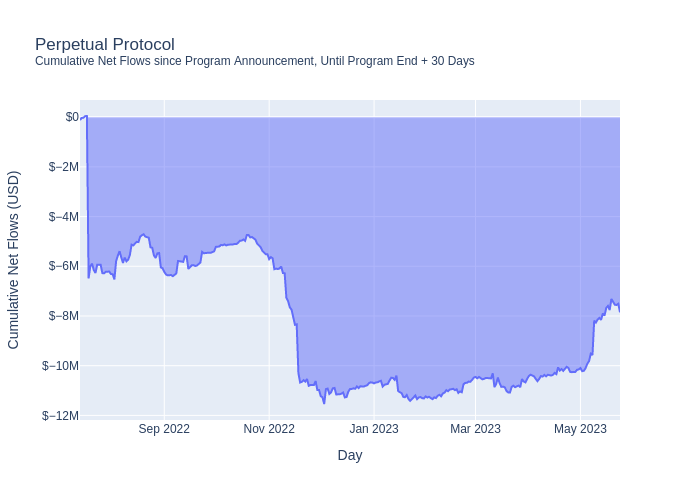 Perpetual Protocol
Cumulative Net Flows since Program Announcement, Until Program End + 30 Days
Cumulative Net Flows (USD)
$0
$−2M
$−4M
$−6M
$−8M
$−10M
$−12M
Sep 2022
Nov 2022
Jan 2023
Mar 2023
May 2023
Day